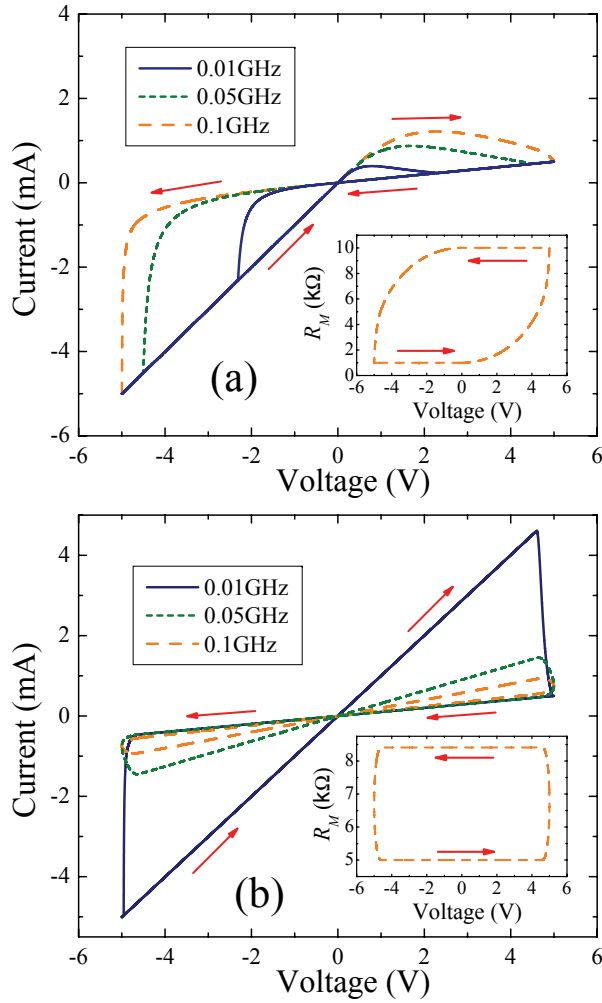 4
2
0
-2
-4
-6
Current (mA)
0.01GHz
0.05GHz
0.1GHz
(a)
10
8
6
4
2
R_M (kΩ)
-6 -4 -2 0 2 4 6
Voltage (V)
-6 -4 -2 0 2 4 6
Voltage (V)
4
2
0
-2
-4
Current (mA)
0.01GHz
0.05GHz
0.1GHz
(b)
8
7
6
5
R_M (kΩ)
-6 -4 -2 0 2 4 6
Voltage (V)
-6 -4 -2 0 2 4 6
Voltage (V)